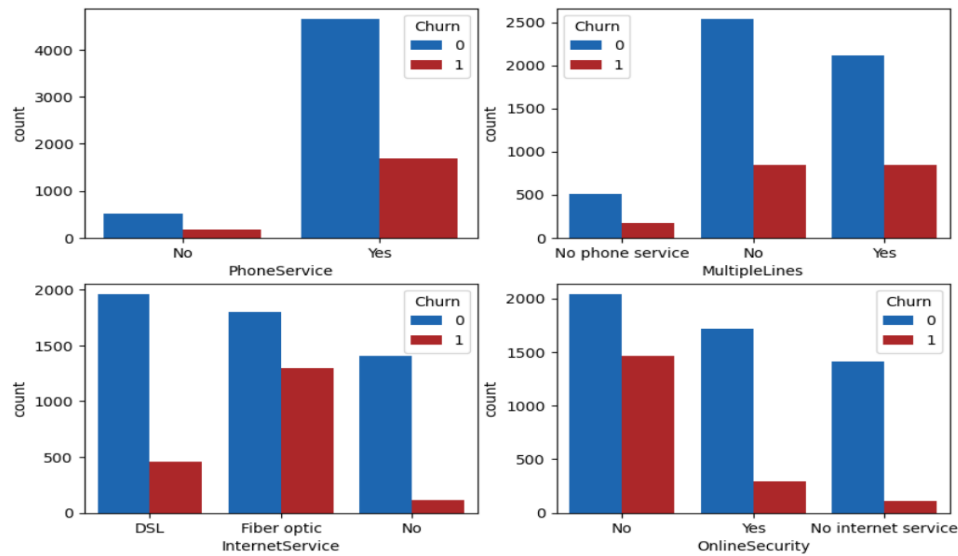 Churn
0
1
4000
3000
2000
1000
0
count
No Yes
PhoneService
Churn
0
1
2500
2000
1500
1000
500
0
count
No phone service No Yes
MultipleLines
Churn
0
1
2000
1500
1000
500
0
count
DSL Fiber optic No
InternetService
Churn
0
1
2000
1500
1000
500
0
count
No Yes No internet service
OnlineSecurity